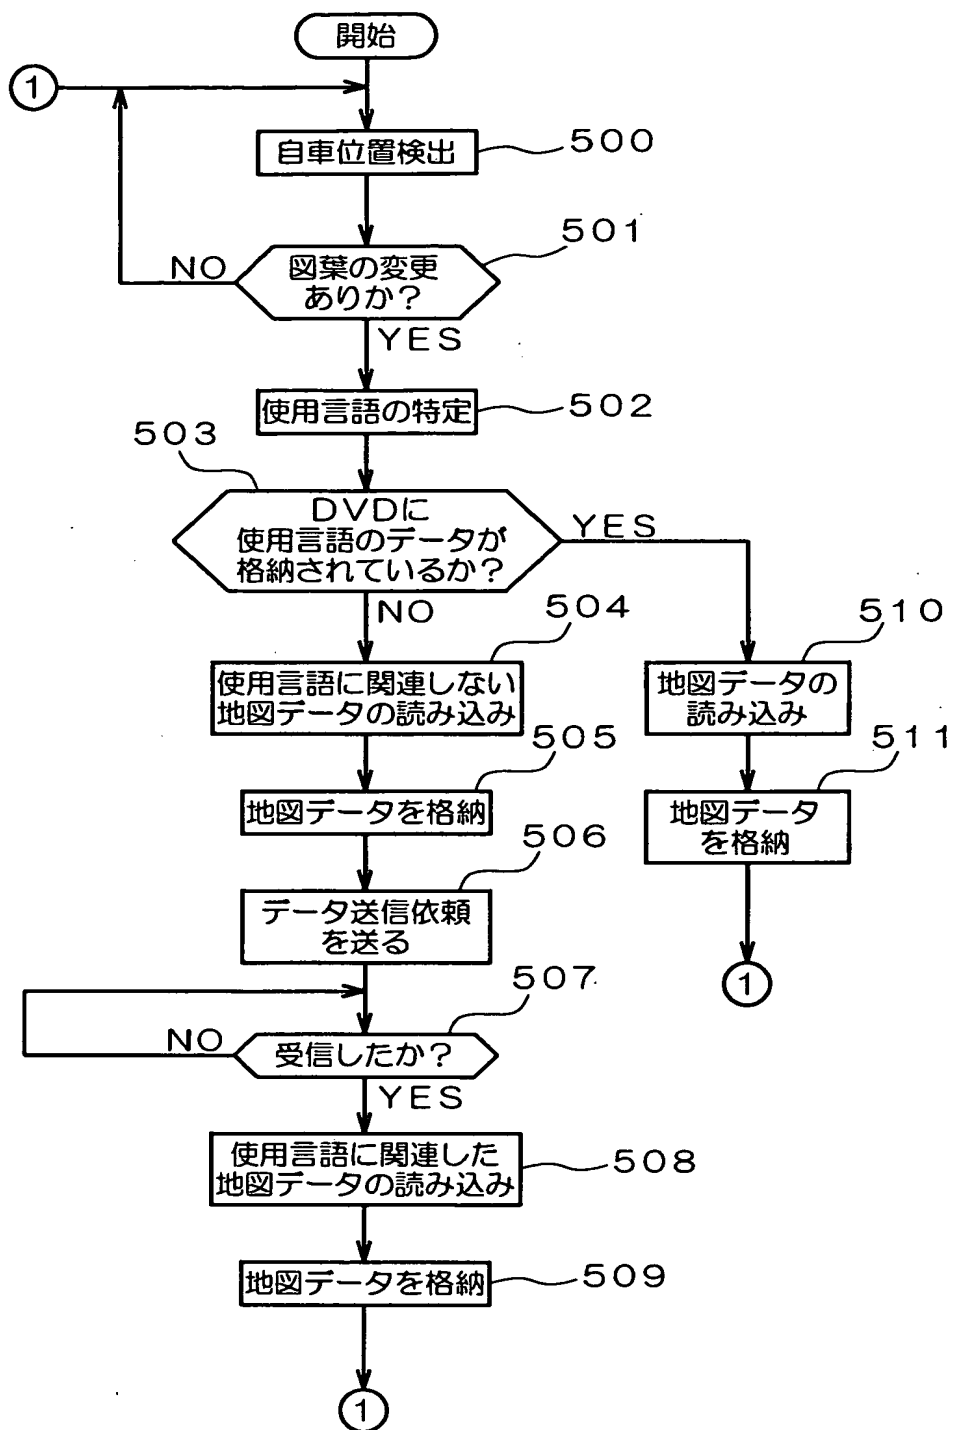 開始
①
自車位置検出
500
図葉の変更
ありか?
501
NO
YES
使用言語の特定
502
503
DVDに
使用言語のデータが
格納されているか?
YES
NO
504
使用言語に関連しない
地図データの読み込み
510
地図データの
読み込み
505
地図データを格納
511
地図データ
を格納
506
データ送信依頼
を送る
①
507
受信したか?
NO
YES
使用言語に関連した
地図データの読み込み
508
地図データを格納
509
①